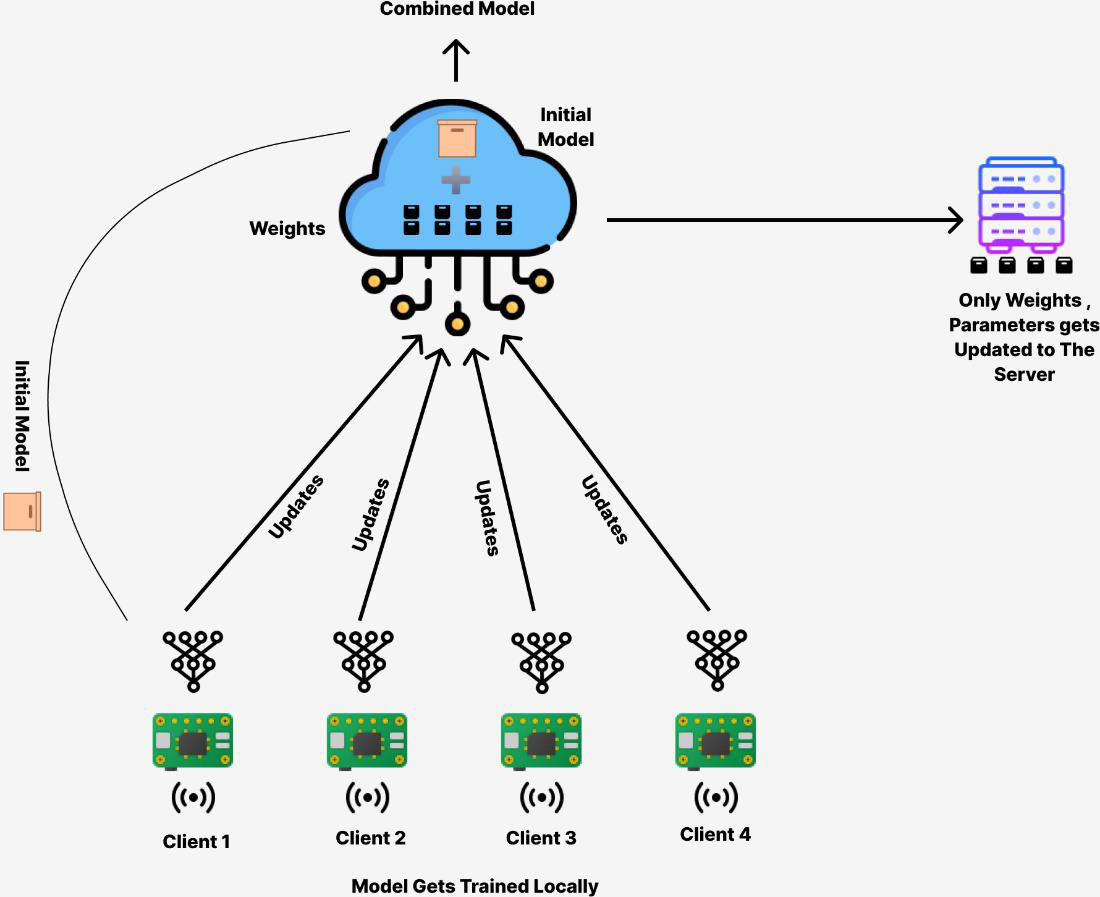 Combined Model
Initial
Model
Weights
Only Weights ,
Parameters gets
Updated to The
Server
Initial Model
Updates
Updates
Updates
Updates
Client 1
Client 2
Client 3
Client 4
Model Gets Trained Locally